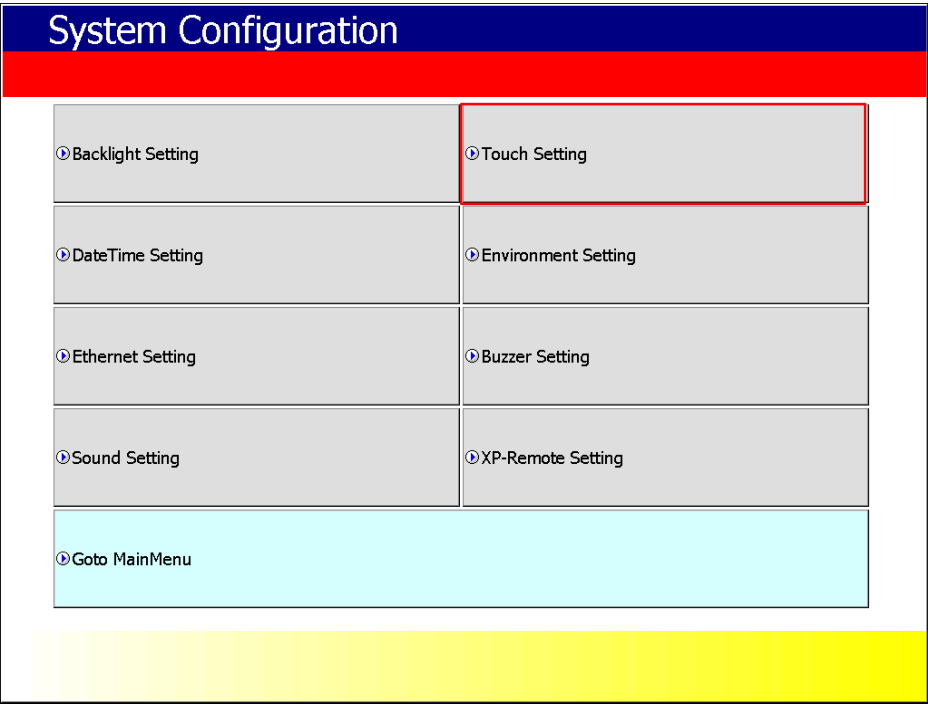 System Configuration
Backlight Setting
Touch Setting
DateTime Setting
Environment Setting
Ethernet Setting
Buzzer Setting
Sound Setting
XP-Remote Setting
Goto MainMenu